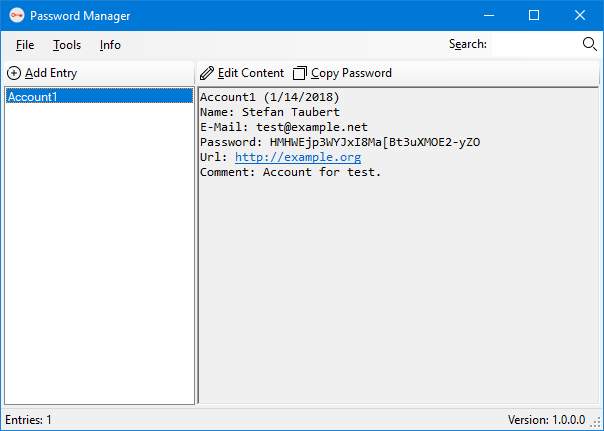 Password Manager
File Tools Info Search:
Add Entry Edit Content Copy Password
Account1
Account1 (1/14/2018)
Name: Stefan Taubert
E-Mail: test@example.net
Password: HMHWEjp3WYJxI8Ma[Bt3uXMOE2-yZO
Url: http://example.org
Comment: Account for test.
Entries: 1 Version: 1.0.0.0